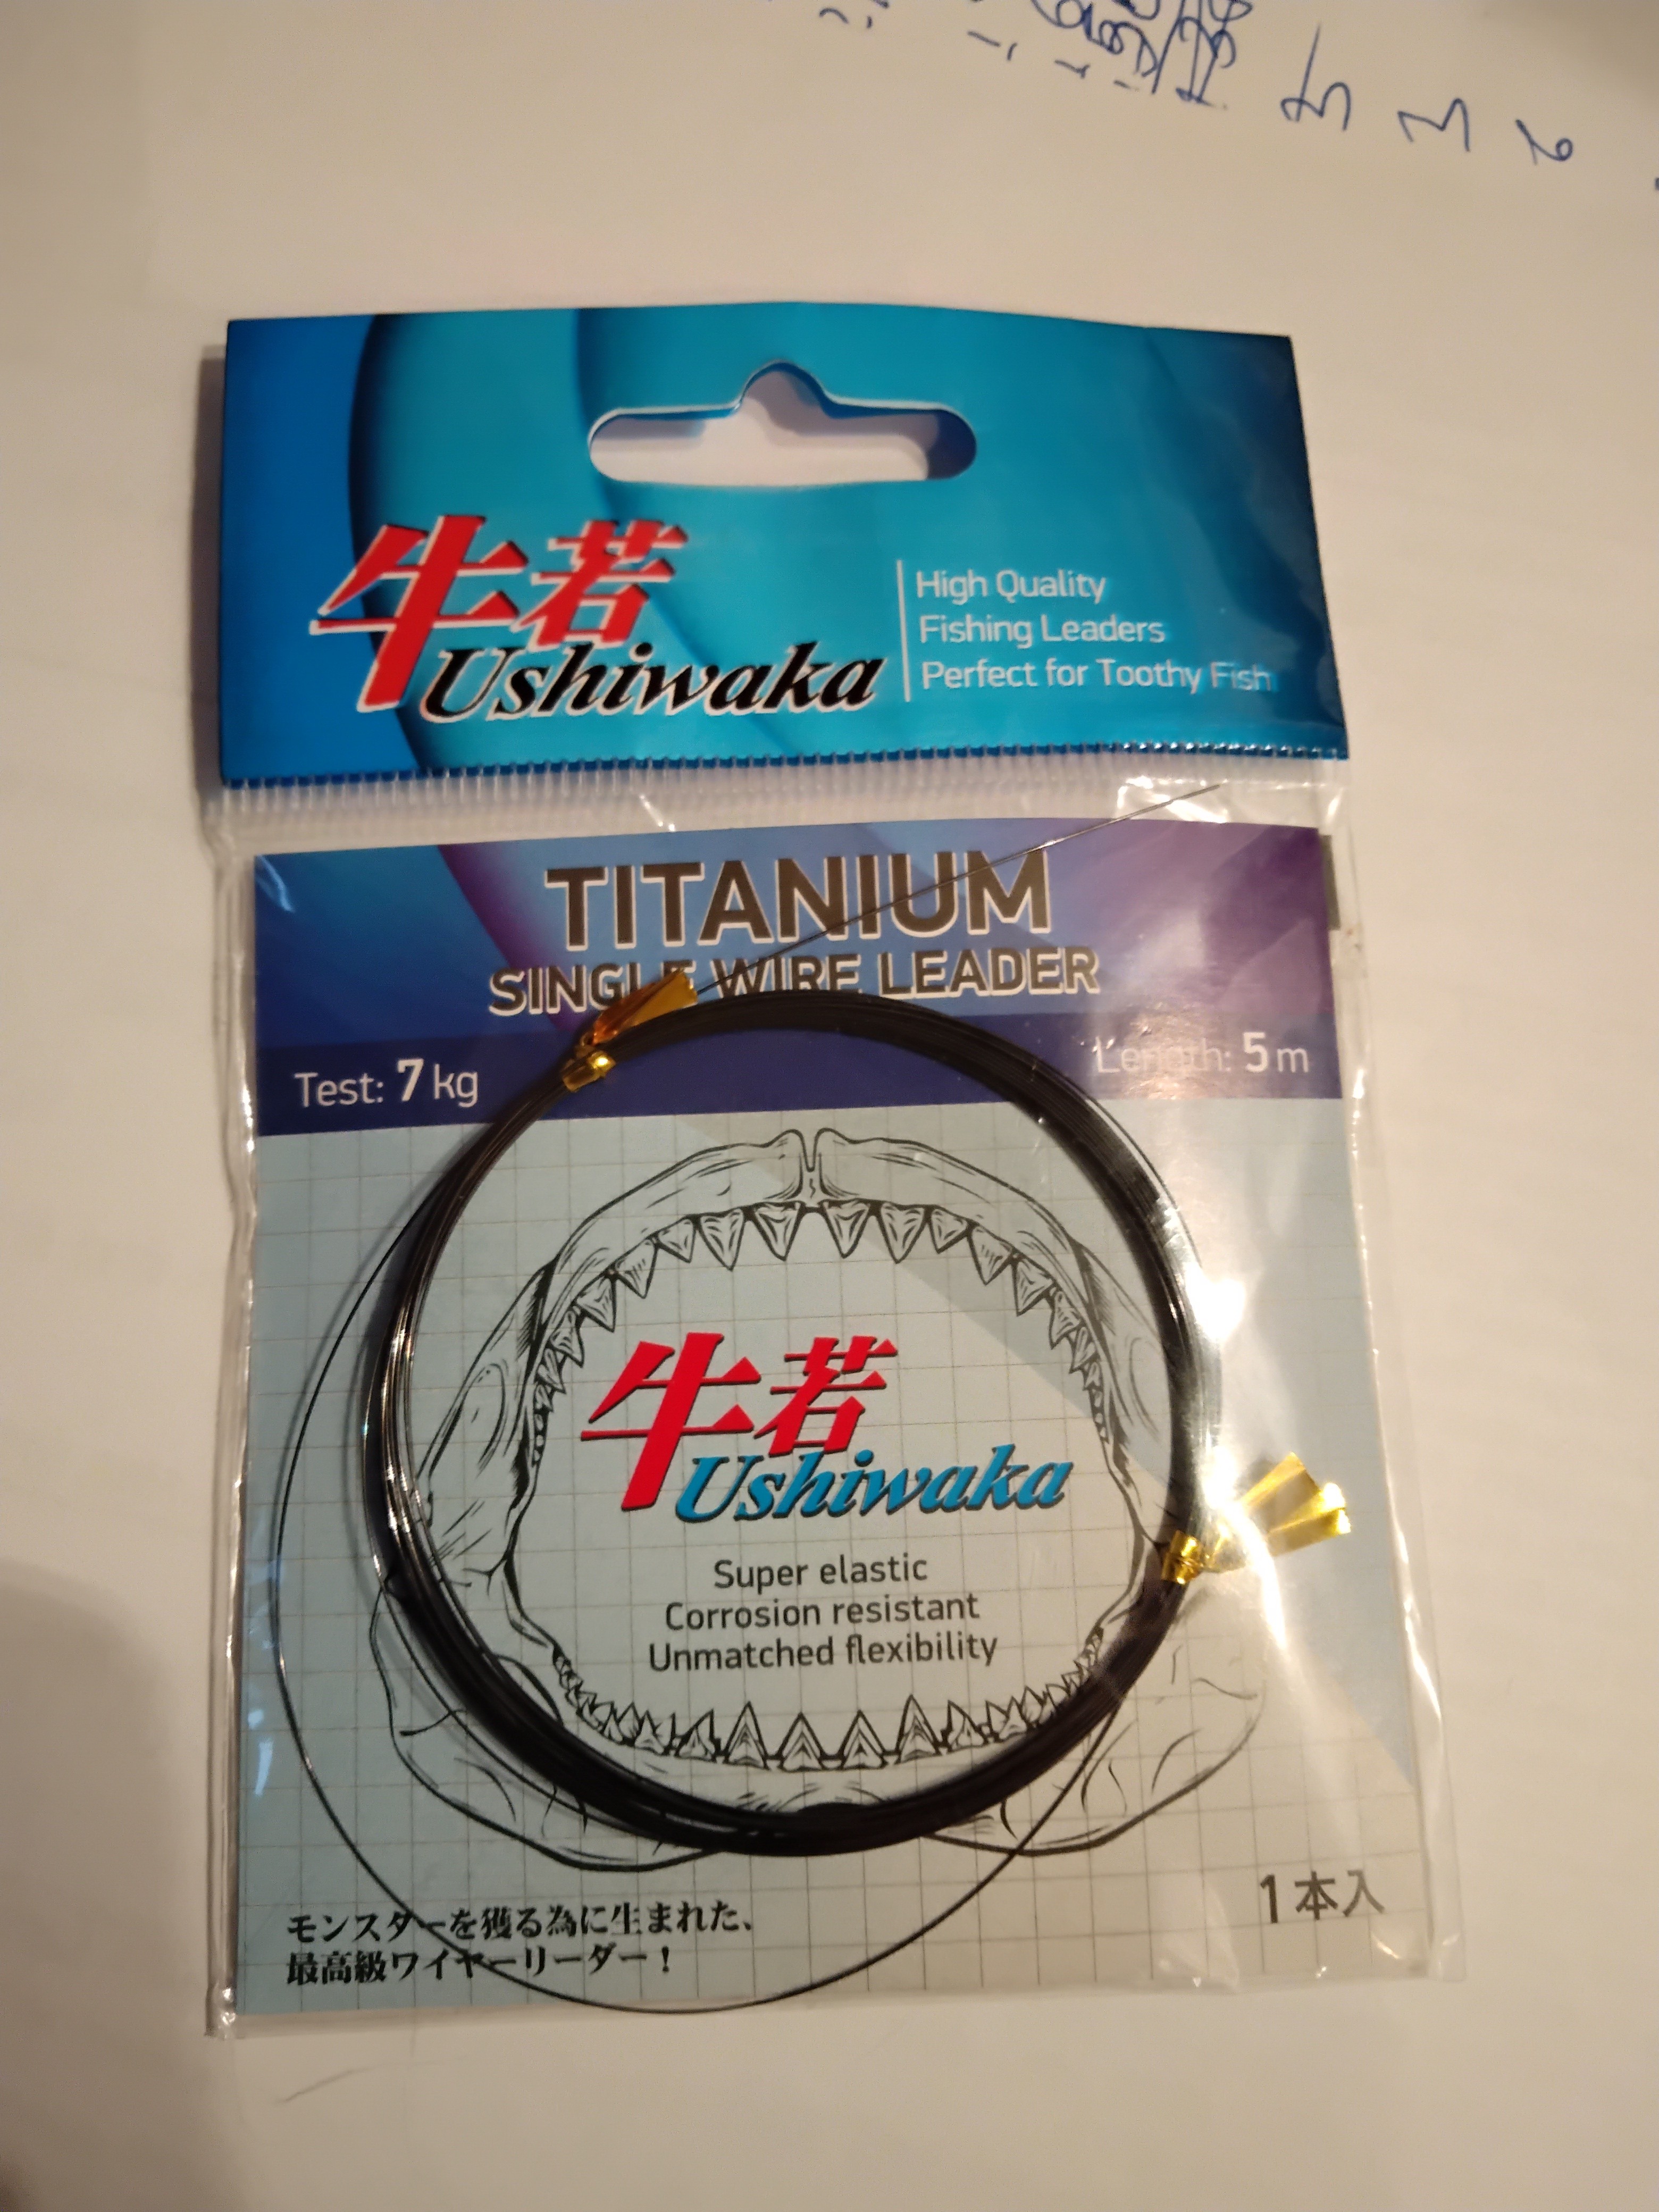 牛若
Ushiwaka
High Quality
Fishing Leaders
Perfect for Toothy Fish
TITANIUM
SINGLE WIRE LEADER
Test: 7 kg
Length: 5 m
牛若
Ushiwaka
Super elastic
Corrosion resistant
Unmatched flexibility
モンスターを獲る為に生まれた、
最高級ワイヤーリーダー！
1本入